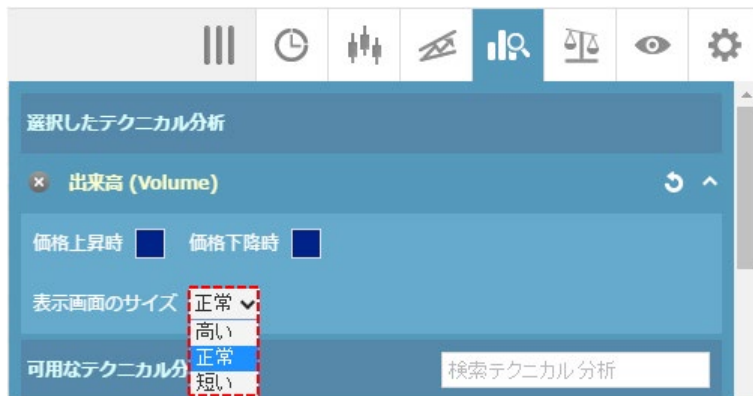 選択したテクニカル分析
出来高 (Volume)
価格上昇時 価格下降時
表示画面のサイズ 正常
高い
正常
短い
可用なテクニカル分
検索テクニカル分析